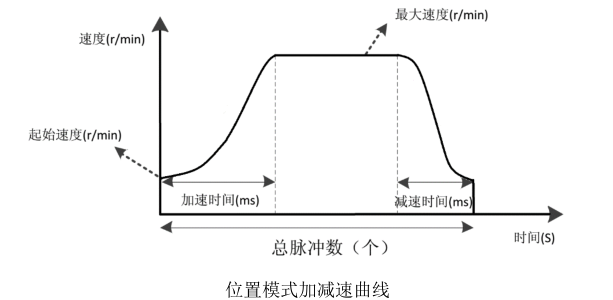 最大速度(r/min)
速度(r/min)
起始速度(r/min)
加速时间(ms)
减速时间(ms)
时间(S)
总脉冲数（个）
位置模式加减速曲线